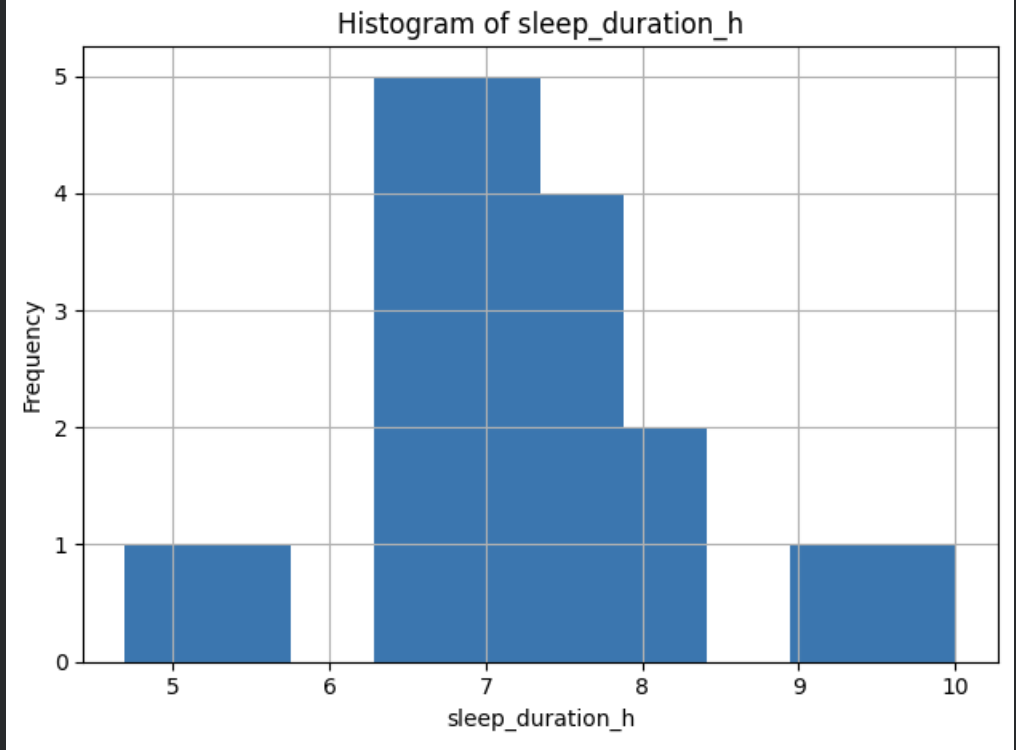 Histogram of sleep_duration_h
5
4
3
2
1
0
Frequency
5 6 7 8 9 10
sleep_duration_h